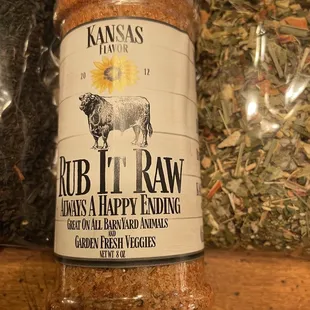 KANSAS
FLAVOR
20 12
RUB IT RAW
ALWAYS A HAPPY ENDING
GREAT ON ALL BARNYARD ANIMALS
AND
GARDEN FRESH VEGGIES
NET WT 8 OZ